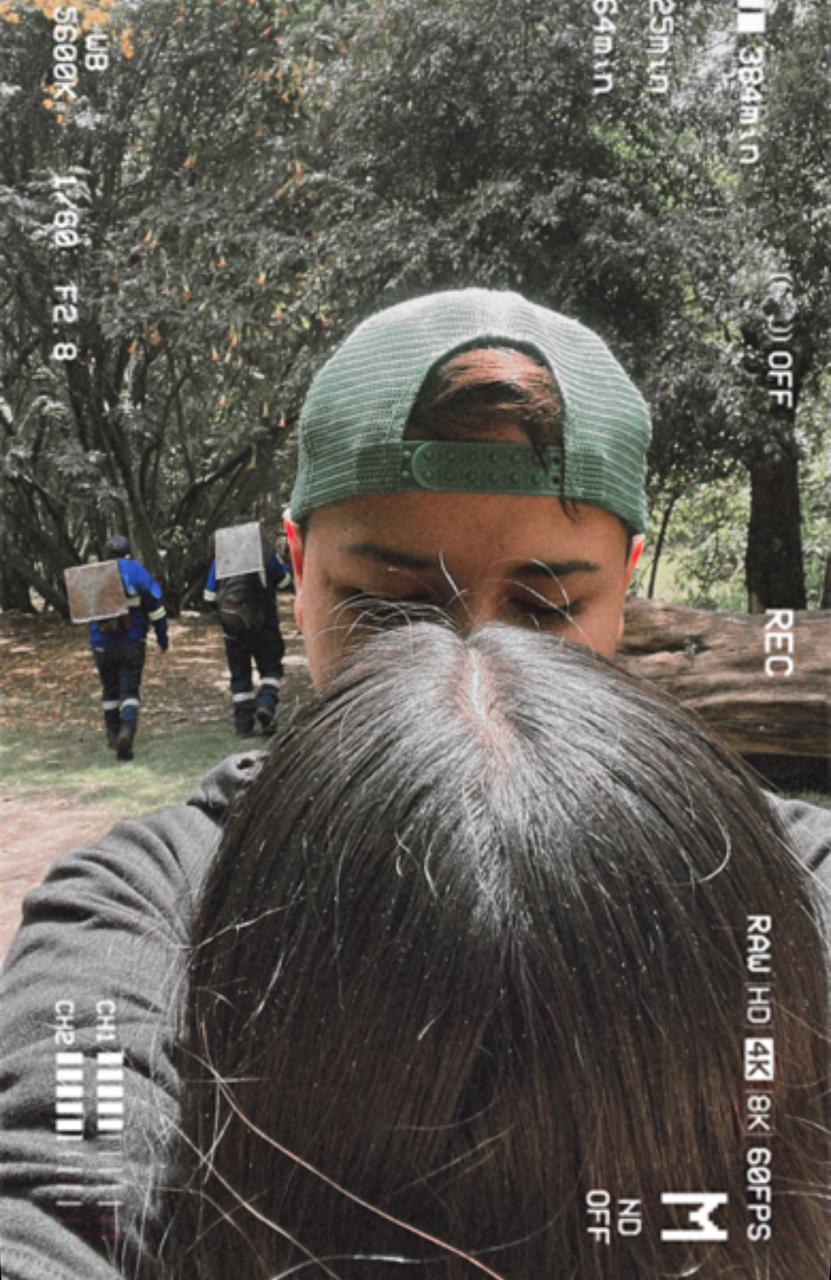 384min
OFF
REC
RAW HD 4K 8K 60FPS
25min
64min
M
ND
OFF
WB
5600K
1/60 F2.8
CH1
CH2